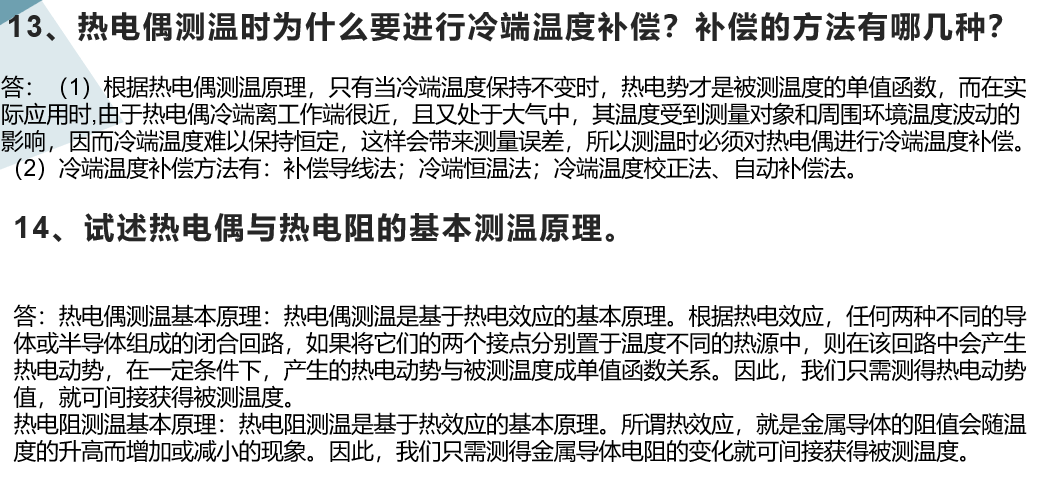 13、热电偶测温时为什么要进行冷端温度补偿？补偿的方法有哪几种？
答：（1）根据热电偶测温原理，只有当冷端温度保持不变时，热电势才是被测温度的单值函数，而在实
际应用时,由于热电偶冷端离工作端很近，且又处于大气中，其温度受到测量对象和周围环境温度波动的
影响，因而冷端温度难以保持恒定，这样会带来测量误差，所以测温时必须对热电偶进行冷端温度补偿。
（2）冷端温度补偿方法有：补偿导线法；冷端恒温法；冷端温度校正法、自动补偿法。
14、试述热电偶与热电阻的基本测温原理。
答：热电偶测温基本原理：热电偶测温是基于热电效应的基本原理。根据热电效应，任何两种不同的导
体或半导体组成的闭合回路，如果将它们的两个接点分别置于温度不同的热源中，则在该回路中会产生
热电动势，在一定条件下，产生的热电动势与被测温度成单值函数关系。因此，我们只需测得热电动势
值，就可间接获得被测温度。
热电阻测温基本原理：热电阻测温是基于热效应的基本原理。所谓热效应，就是金属导体的阻值会随温
度的升高而增加或减小的现象。因此，我们只需测得金属导体电阻的变化就可间接获得被测温度。